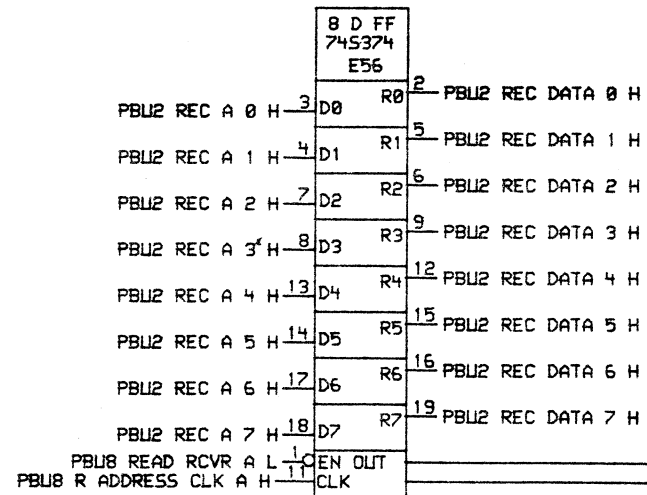 8 D FF
74S374
E56
PBU2 REC A 0 H 3 D0 R0 2 PBU2 REC DATA 0 H
PBU2 REC A 1 H 4 D1 R1 5 PBU2 REC DATA 1 H
PBU2 REC A 2 H 7 D2 R2 6 PBU2 REC DATA 2 H
PBU2 REC A 3 H 8 D3 R3 9 PBU2 REC DATA 3 H
PBU2 REC A 4 H 13 D4 R4 12 PBU2 REC DATA 4 H
PBU2 REC A 5 H 14 D5 R5 15 PBU2 REC DATA 5 H
PBU2 REC A 6 H 17 D6 R6 16 PBU2 REC DATA 6 H
PBU2 REC A 7 H 18 D7 R7 19 PBU2 REC DATA 7 H
PBU8 READ RCVR A L 1 EN OUT
PBU8 R ADDRESS CLK A H 11 CLK